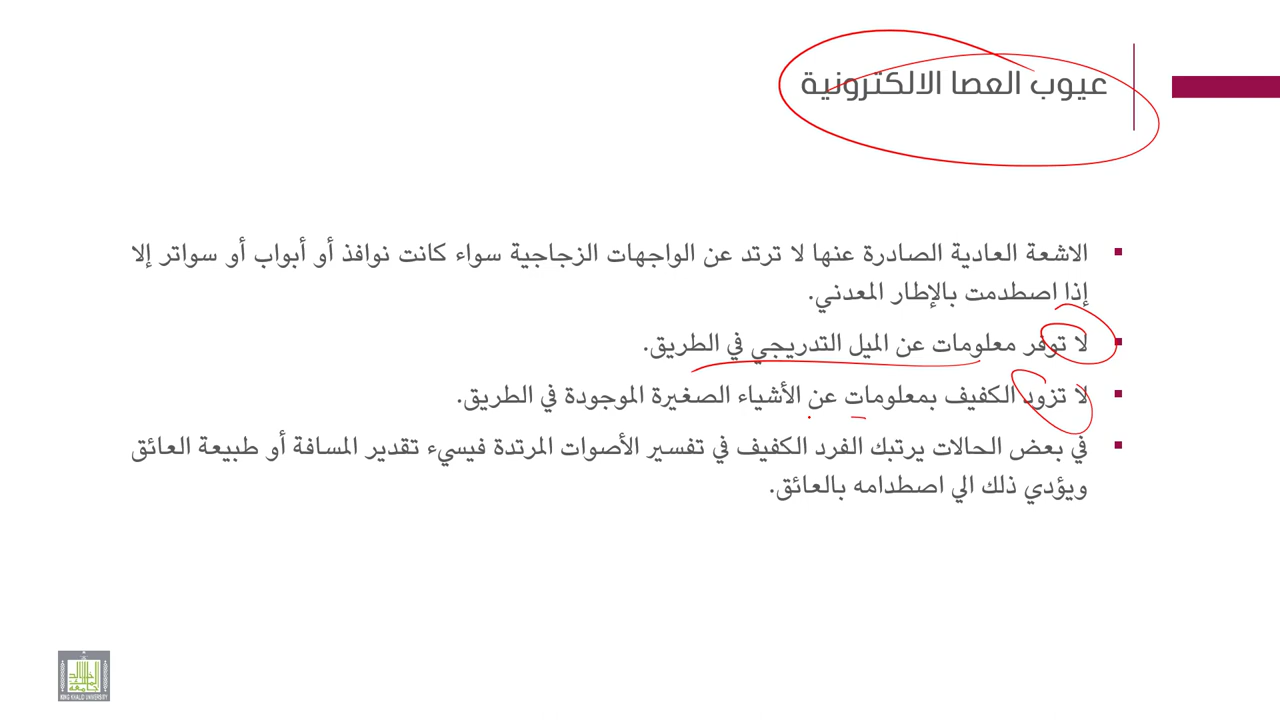 عيوب العصا الالكترونية
الاشعة العادية الصادرة عنها لا ترتد عن الواجهات الزجاجية سواء كانت نوافذ أو أبواب أو سواتر إلا
إذا اصطدمت بالإطار المعدني.
لا توفر معلومات عن الميل التدريجي في الطريق.
لا تزود الكفيف بمعلومات عن الأشياء الصغيرة الموجودة في الطريق.
في بعض الحالات يرتبك الفرد الكفيف في تفسير الأصوات المرتدة فيسيء تقدير المسافة أو طبيعة العائق
ويؤدي ذلك الي اصطدامه بالعائق.
KING KHALID UNIVERSITY